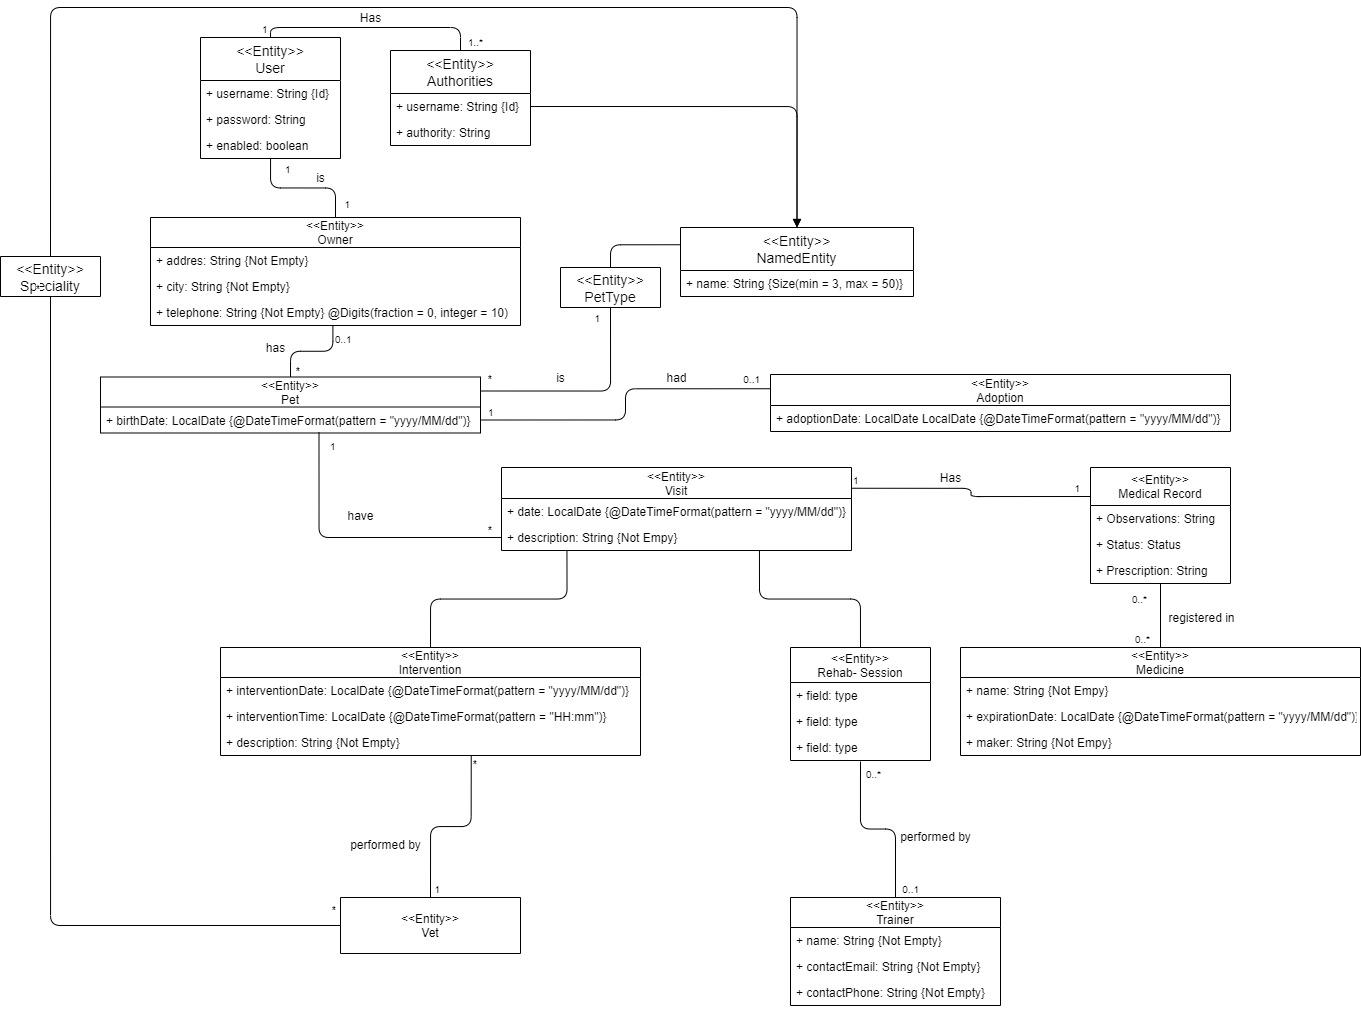 Has
1
1..*
<<Entity>>
User
+ username: String {Id}
+ password: String
+ enabled: boolean
<<Entity>>
Authorities
+ username: String {Id}
+ authority: String
1
is
1
<<Entity>>
Owner
+ addres: String {Not Empty}
+ city: String {Not Empty}
+ telephone: String {Not Empty} @Digits(fraction = 0, integer = 10)
<<Entity>>
Speciality
<<Entity>>
NamedEntity
+ name: String {Size(min = 3, max = 50)}
<<Entity>>
PetType
1
0..1
has
*
<<Entity>>
Pet
+ birthDate: LocalDate {@DateTimeFormat(pattern = "yyyy/MM/dd")}
*
is
1
had
0..1
<<Entity>>
Adoption
+ adoptionDate: LocalDate LocalDate {@DateTimeFormat(pattern = "yyyy/MM/dd")}
1
have
*
<<Entity>>
Visit
+ date: LocalDate {@DateTimeFormat(pattern = "yyyy/MM/dd")}
+ description: String {Not Empy}
1
Has
1
<<Entity>>
Medical Record
+ Observations: String
+ Status: Status
+ Prescription: String
0..*
registered in
0..*
<<Entity>>
Intervention
+ interventionDate: LocalDate {@DateTimeFormat(pattern = "yyyy/MM/dd")}
+ interventionTime: LocalDate {@DateTimeFormat(pattern = "HH:mm")}
+ description: String {Not Empty}
<<Entity>>
Rehab- Session
+ field: type
+ field: type
+ field: type
<<Entity>>
Medicine
+ name: String {Not Empy}
+ expirationDate: LocalDate {@DateTimeFormat(pattern = "yyyy/MM/dd")}
+ maker: String {Not Empy}
*
performed by
1
0..*
performed by
0..1
*
<<Entity>>
Vet
<<Entity>>
Trainer
+ name: String {Not Empty}
+ contactEmail: String {Not Empty}
+ contactPhone: String {Not Empty}